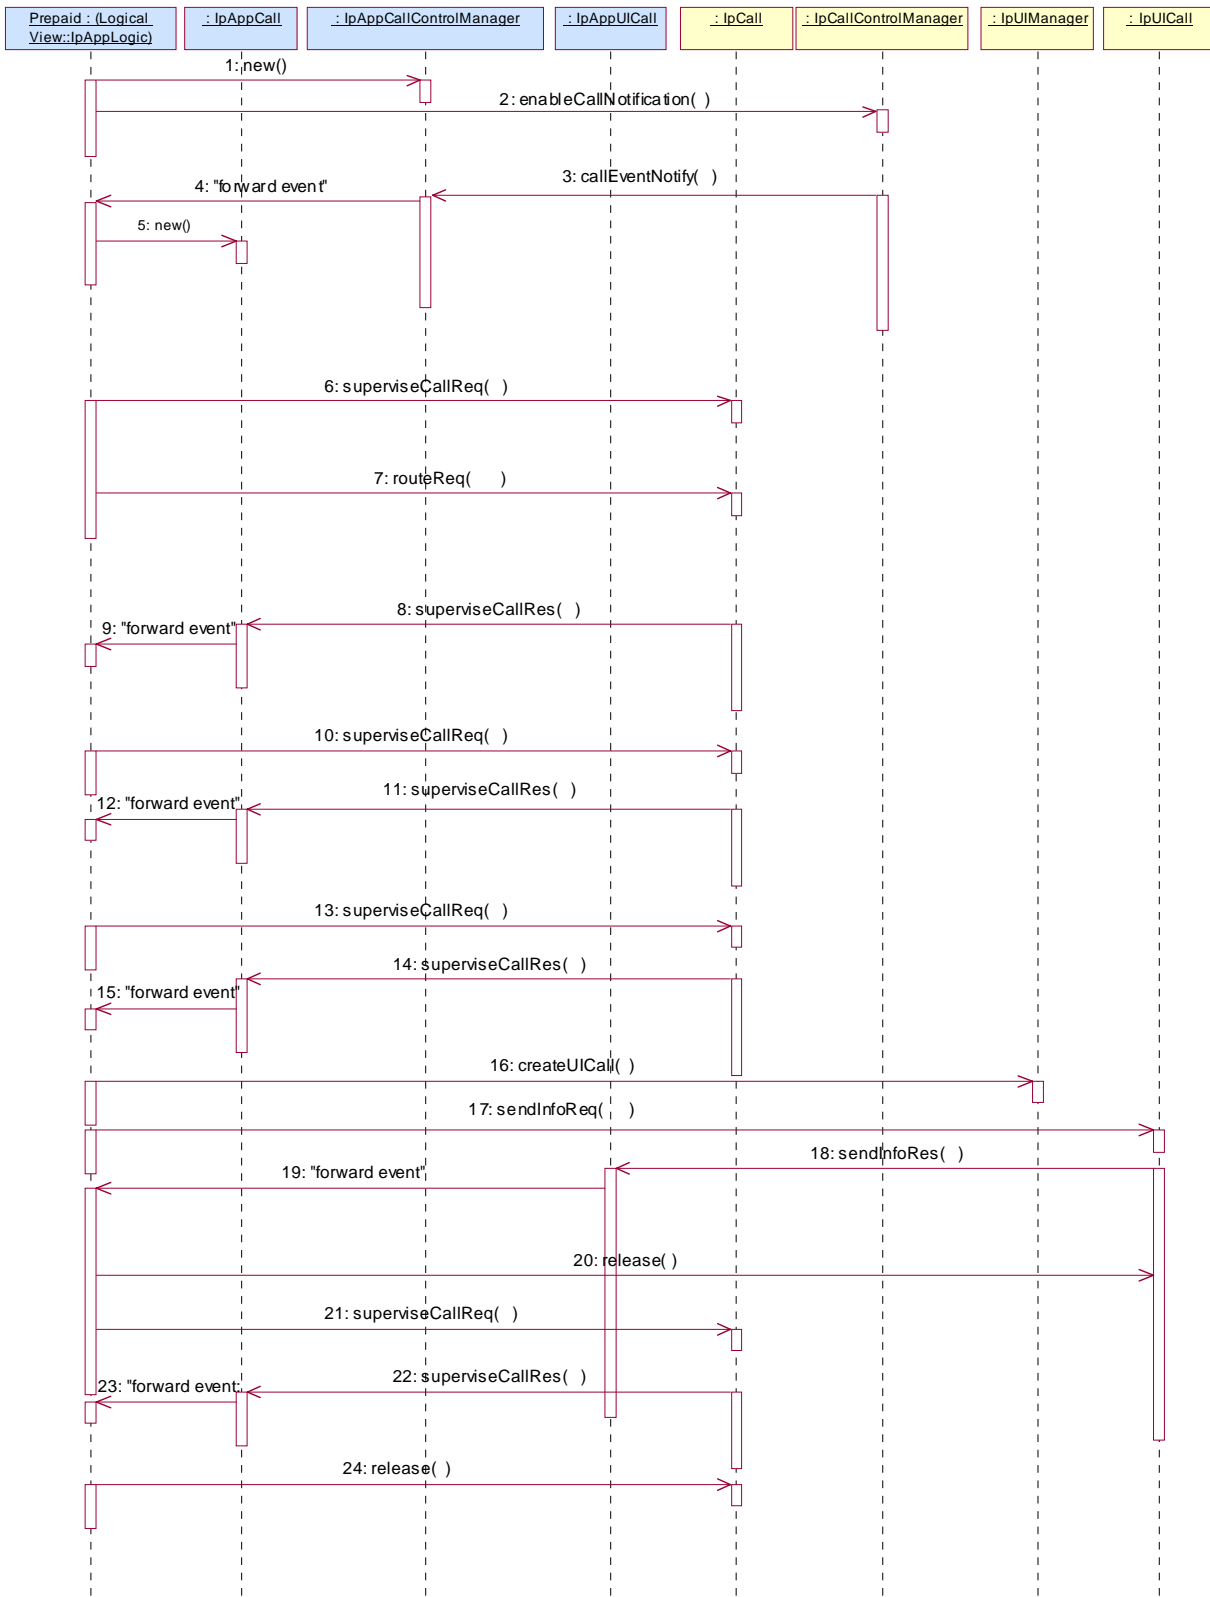 Prepaid : (Logical
View::IpAppLogic)
: IpAppCall
: IpAppCallControlManager
: IpAppUICall
: IpCall
: IpCallControlManager
: IpUIManager
: IpUICall
1: new()
2: enableCallNotification( )
3: callEventNotify( )
4: "forward event"
5: new()
6: superviseCallReq( )
7: routeReq( )
8: superviseCallRes( )
9: "forward event"
10: superviseCallReq( )
11: superviseCallRes( )
12: "forward event"
13: superviseCallReq( )
14: superviseCallRes( )
15: "forward event"
16: createUICall( )
17: sendInfoReq( )
18: sendInfoRes( )
19: "forward event"
20: release( )
21: superviseCallReq( )
22: superviseCallRes( )
23: "forward event:
24: release( )